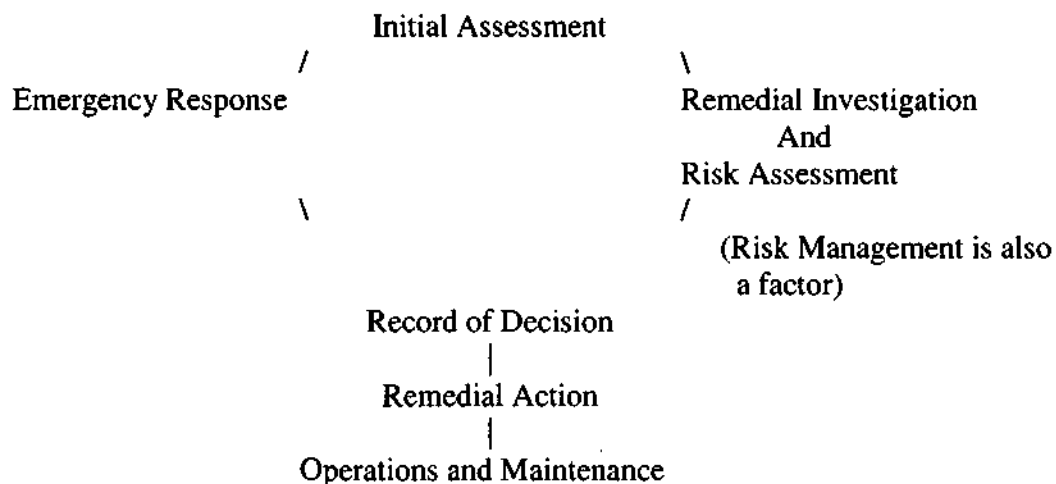 Initial Assessment
/ \
Emergency Response Remedial Investigation
And
Risk Assessment
\ /
(Risk Management is also
a factor)
Record of Decision
|
Remedial Action
|
Operations and Maintenance